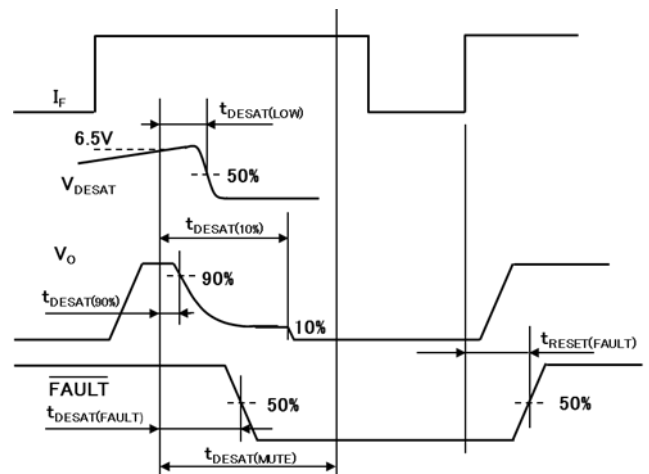 I_F
t_DESAT(LOW)
6.5V
50%
V_DESAT
t_DESAT(10%)
V_O
90%
t_DESAT(90%)
10%
t_RESET(FAULT)
FAULT
50%
50%
t_DESAT(FAULT)
t_DESAT(MUTE)